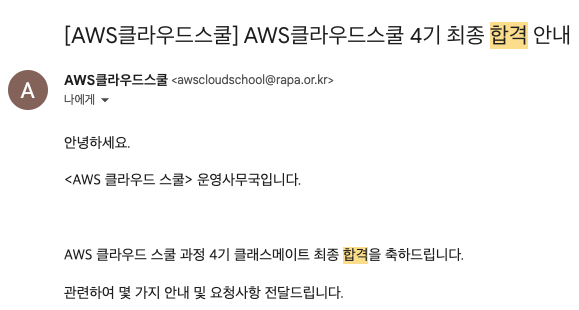 [AWS클라우드스쿨] AWS클라우드스쿨 4기 최종 합격 안내
A
AWS클라우드스쿨 <awscloudschool@rapa.or.kr>
나에게
안녕하세요.
<AWS 클라우드 스쿨> 운영사무국입니다.
AWS 클라우드 스쿨 과정 4기 클래스메이트 최종 합격을 축하드립니다.
관련하여 몇 가지 안내 및 요청사항 전달드립니다.